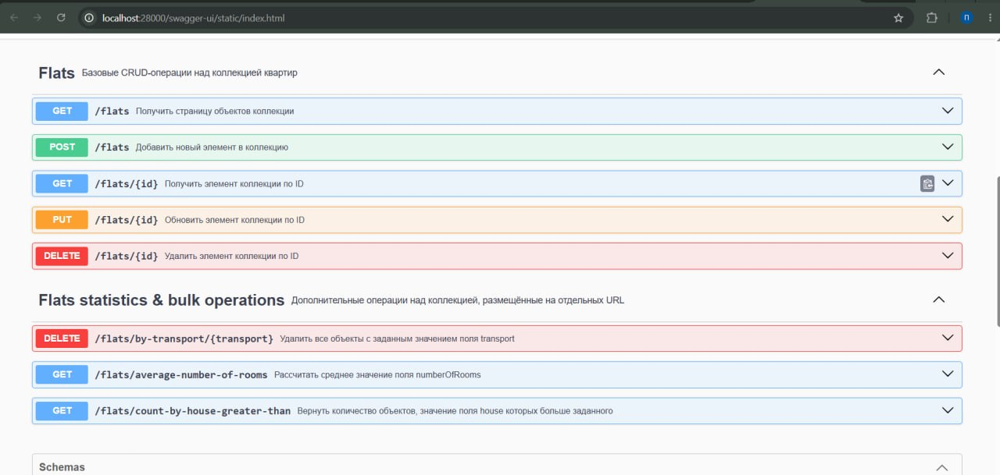 localhost:28000/swagger-ui/static/index.html
П
Flats Базовые CRUD-операции над коллекцией квартир
GET /flats Получить страницу объектов коллекции
POST /flats Добавить новый элемент в коллекцию
GET /flats/{id} Получить элемент коллекции по ID
PUT /flats/{id} Обновить элемент коллекции по ID
DELETE /flats/{id} Удалить элемент коллекции по ID
Flats statistics & bulk operations Дополнительные операции над коллекцией, размещённые на отдельных URL
DELETE /flats/by-transport/{transport} Удалить все объекты с заданным значением поля transport
GET /flats/average-number-of-rooms Рассчитать среднее значение поля numberOfRooms
GET /flats/count-by-house-greater-than Вернуть количество объектов, значение поля house которых больше заданного
Schemas